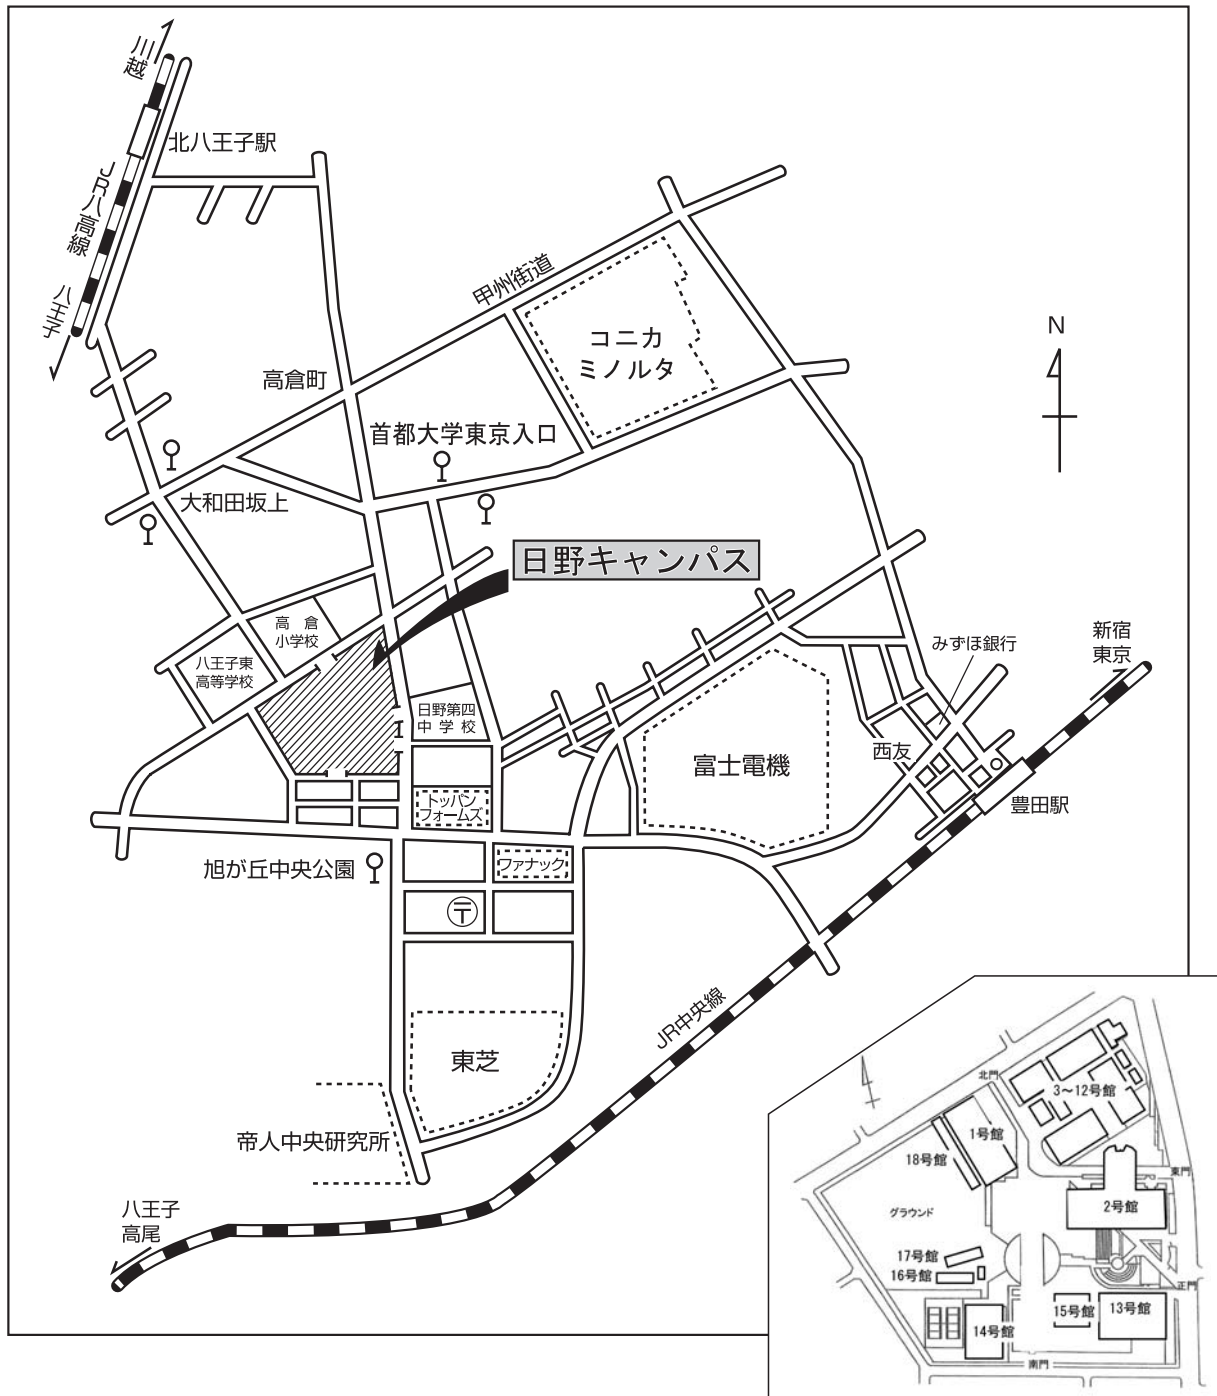 川越
北八王子駅
JR八高線
八王子
甲州街道
N
コニカ
ミノルタ
高倉町
首都大学東京入口
大和田坂上
日野キャンパス
高 倉
小学校
八王子東
高等学校
日野第四
中 学 校
みずほ銀行
新宿
東京
西友
富士電機
豊田駅
トッパン
フォームズ
ファナック
旭が丘中央公園
〒
JR中央線
東芝
帝人中央研究所
八王子
高尾
北門
3〜12号館
1号館
18号館
東門
2号館
グラウンド
17号館
16号館
正門
15号館
13号館
14号館
南門